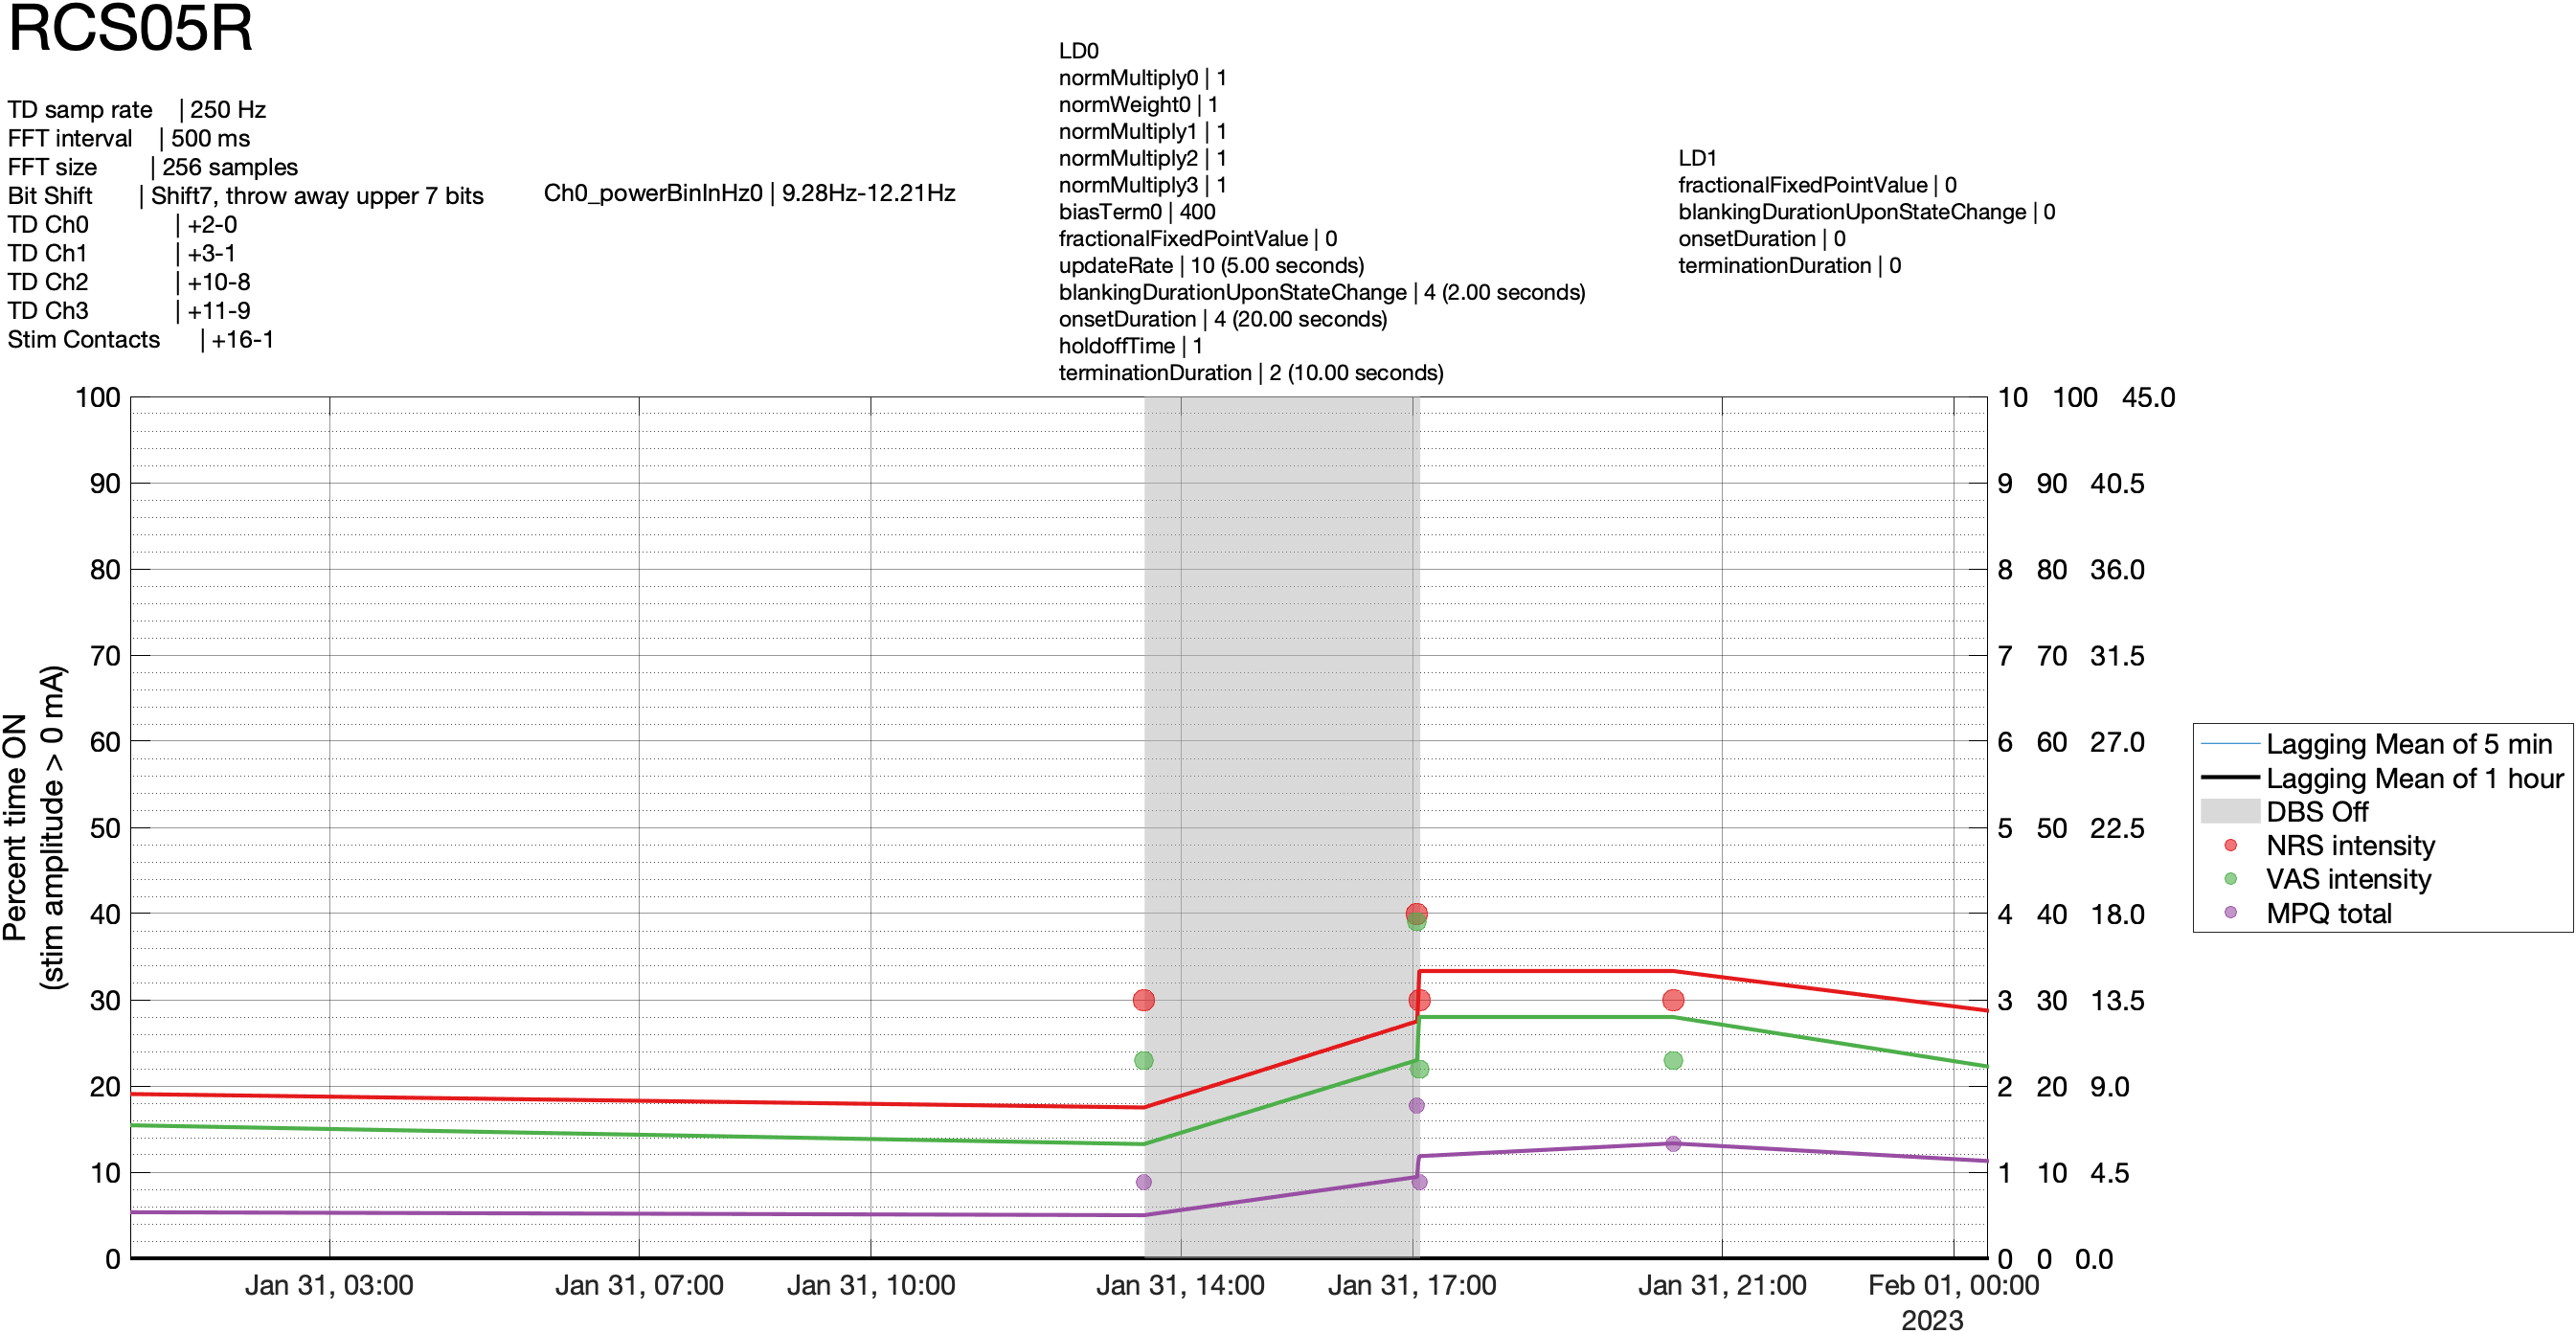 RCS05R
TD samp rate | 250 Hz
FFT interval | 500 ms
FFT size | 256 samples
Bit Shift | Shift7, throw away upper 7 bits
TD Ch0 | +2-0
TD Ch1 | +3-1
TD Ch2 | +10-8
TD Ch3 | +11-9
Stim Contacts | +16-1
Ch0_powerBinInHz0 | 9.28Hz-12.21Hz
LD0
normMultiply0 | 1
normWeight0 | 1
normMultiply1 | 1
normMultiply2 | 1
normMultiply3 | 1
biasTerm0 | 400
fractionalFixedPointValue | 0
updateRate | 10 (5.00 seconds)
blankingDurationUponStateChange | 4 (2.00 seconds)
onsetDuration | 4 (20.00 seconds)
holdoffTime | 1
terminationDuration | 2 (10.00 seconds)
LD1
fractionalFixedPointValue | 0
blankingDurationUponStateChange | 0
onsetDuration | 0
terminationDuration | 0
Percent time ON
(stim amplitude > 0 mA)
100
90
80
70
60
50
40
30
20
10
0
10 100 45.0
9 90 40.5
8 80 36.0
7 70 31.5
6 60 27.0
5 50 22.5
4 40 18.0
3 30 13.5
2 20 9.0
1 10 4.5
0 0 0.0
Jan 31, 03:00 Jan 31, 07:00 Jan 31, 10:00 Jan 31, 14:00 Jan 31, 17:00 Jan 31, 21:00 Feb 01, 00:00
2023
Lagging Mean of 5 min
Lagging Mean of 1 hour
DBS Off
NRS intensity
VAS intensity
MPQ total